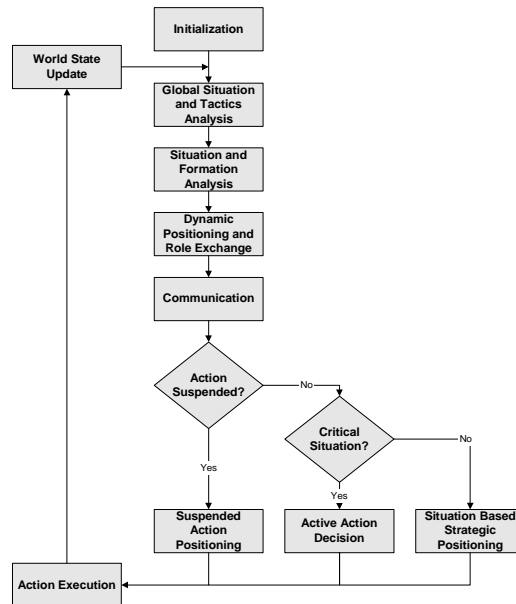 Initialization
World State
Update
Global Situation
and Tactics
Analysis
Situation and
Formation
Analysis
Dynamic
Positioning and
Role Exchange
Communication
Action
Suspended?
No
Critical
Situation?
No
Yes
Yes
Suspended
Action
Positioning
Active Action
Decision
Situation Based
Strategic
Positioning
Action Execution